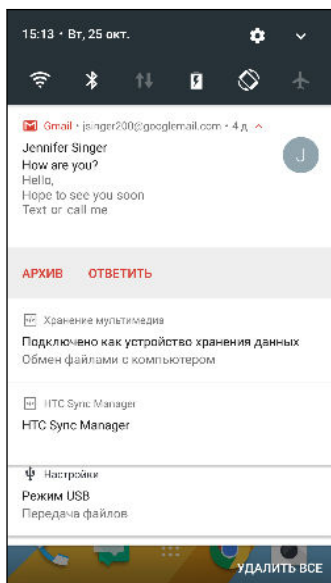 15:13 • Вт, 25 окт.
Gmail • jsinger200@googlemail.com • 4 д
Jennifer Singer
J
How are you?
Hello,
Hope to see you soon
Text or call me
АРХИВ ОТВЕТИТЬ
Хранение мультимедиа
Подключено как устройство хранения данных
Обмен файлами с компьютером
HTC Sync Manager
HTC Sync Manager
Настройки
Режим USB
Передача файлов
УДАЛИТЬ ВСЕ